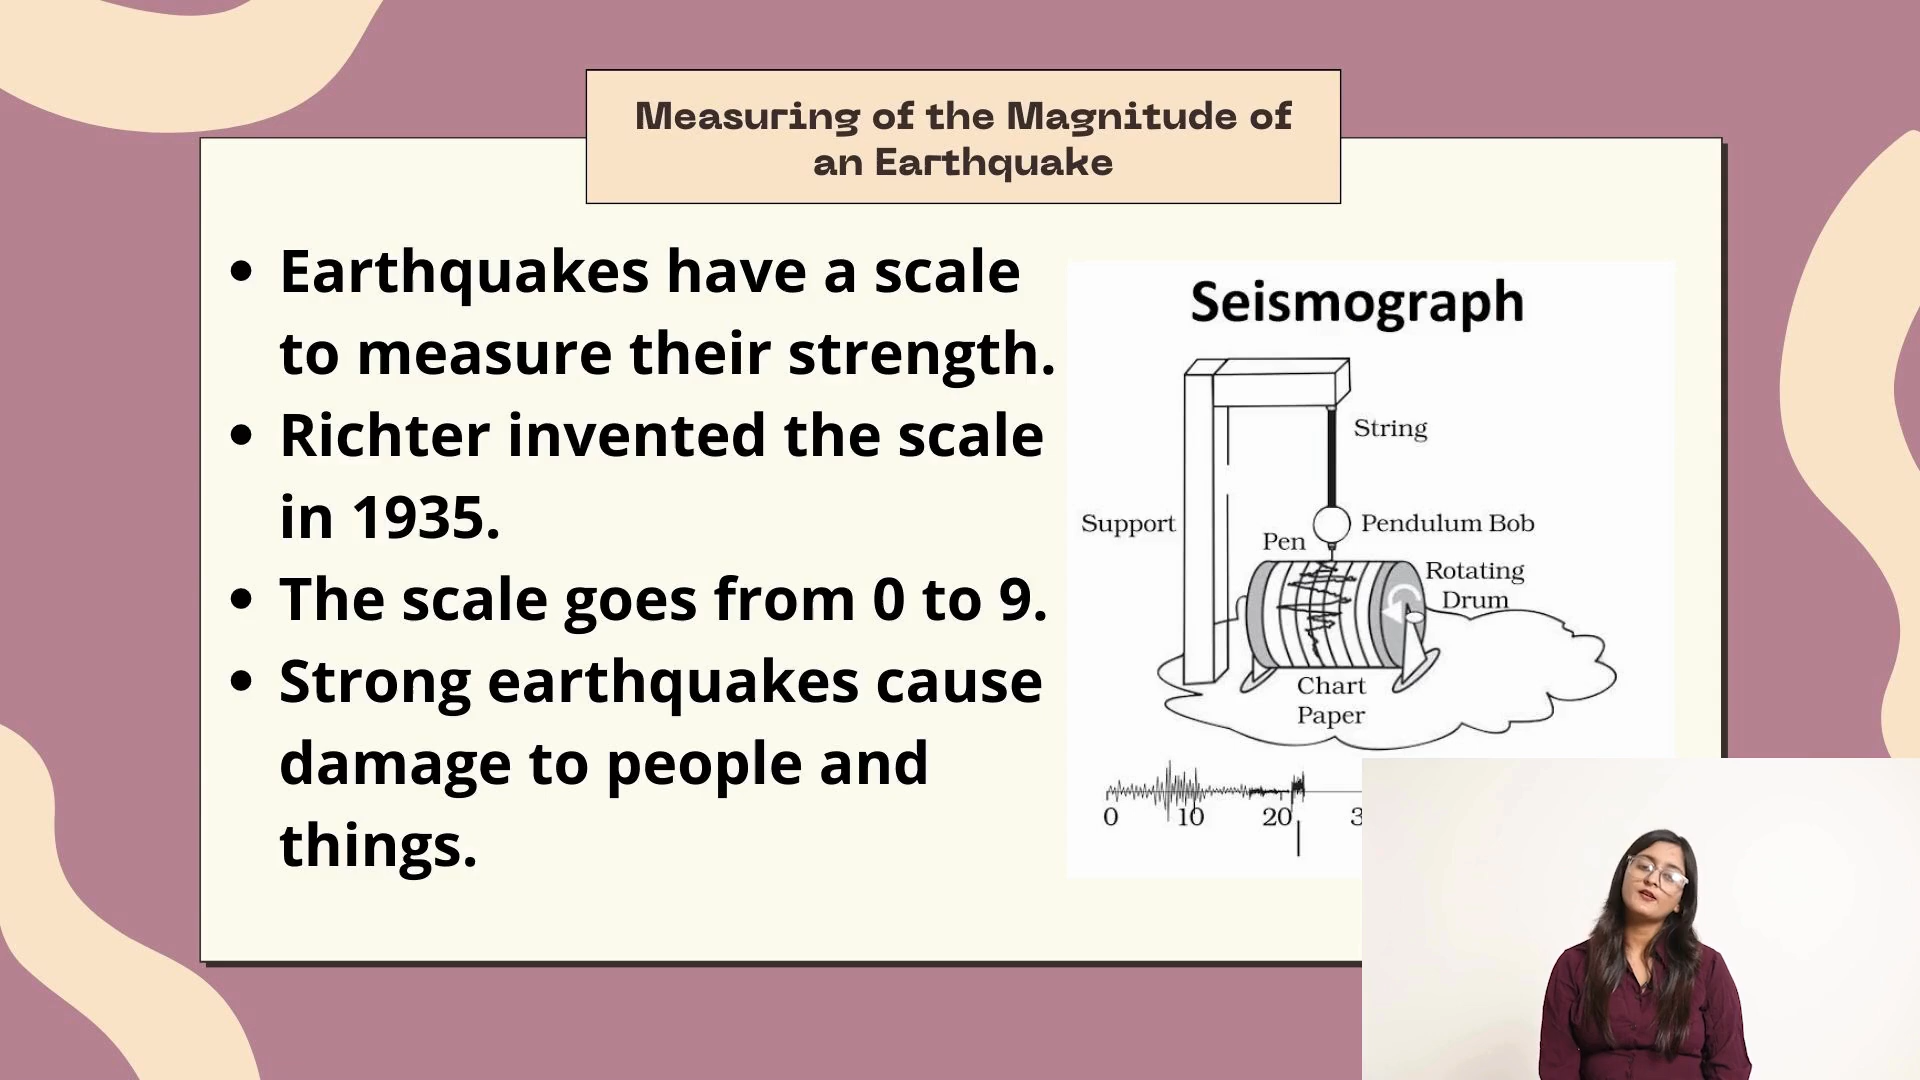 Measuring of the Magnitude of
an Earthquake
• Earthquakes have a scale
to measure their strength.
• Richter invented the scale
in 1935.
• The scale goes from 0 to 9.
• Strong earthquakes cause
damage to people and
things.
Seismograph
String
Support
Pendulum Bob
Pen
Rotating
Drum
Chart
Paper
0 10 20 3